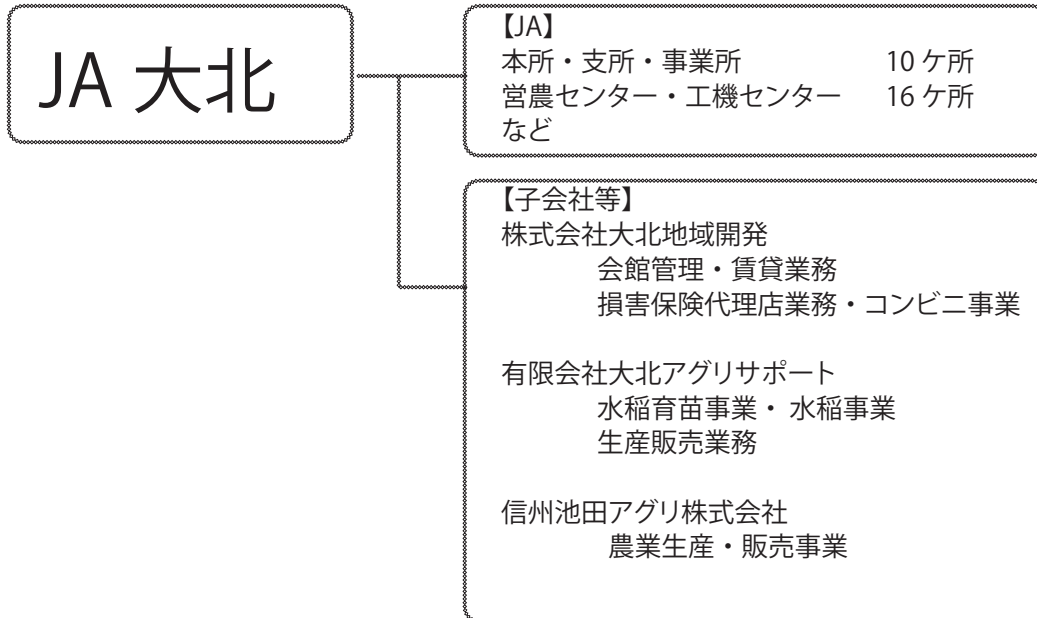 JA 大北
【JA】
本所・支所・事業所 10 ケ所
営農センター・工機センター 16 ケ所
など
【子会社等】
株式会社大北地域開発
会館管理・賃貸業務
損害保険代理店業務・コンビニ事業
有限会社大北アグリサポート
水稲育苗事業・ 水稲事業
生産販売業務
信州池田アグリ株式会社
農業生産・販売事業